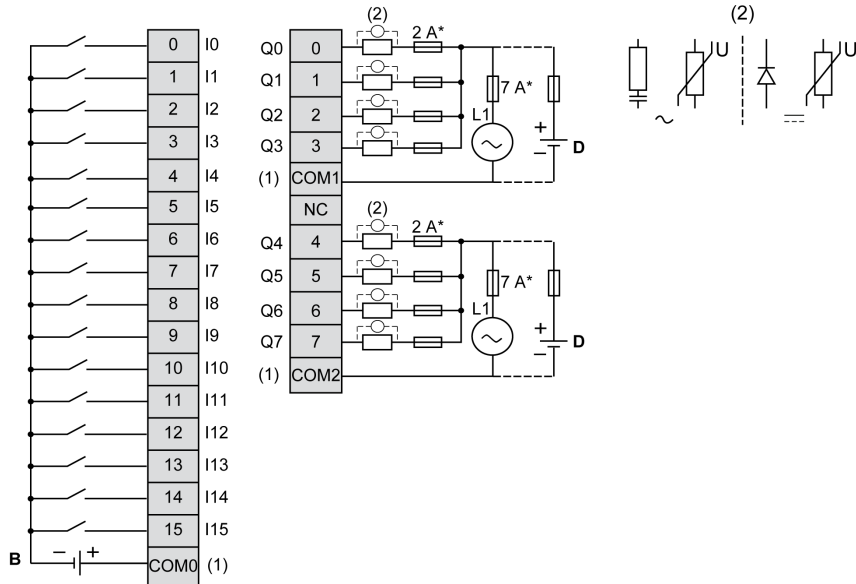 0 I0
1 I1
2 I2
3 I3
4 I4
5 I5
6 I6
7 I7
8 I8
9 I9
10 I10
11 I11
12 I12
13 I13
14 I14
15 I15
B − + COM0 (1)
(2)
Q0 0 2 A*
Q1 1 7 A*
Q2 2 L1
Q3 3 + − D
(1) COM1
NC (2)
Q4 4 2 A*
Q5 5 7 A*
Q6 6 L1
Q7 7 + − D
(1) COM2
(2)
U U